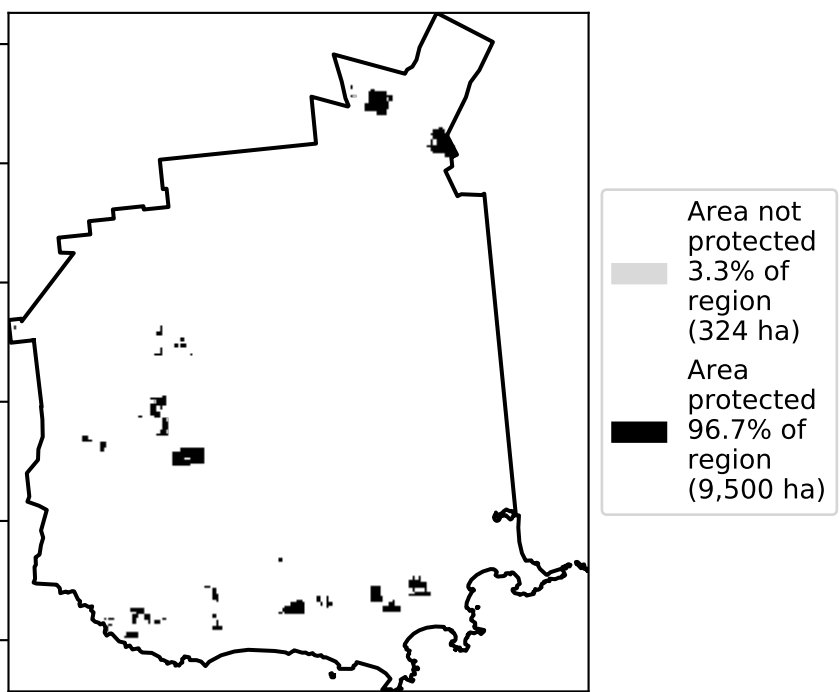 Area not
protected
3.3% of
region
(324 ha)
Area
protected
96.7% of
region
(9,500 ha)